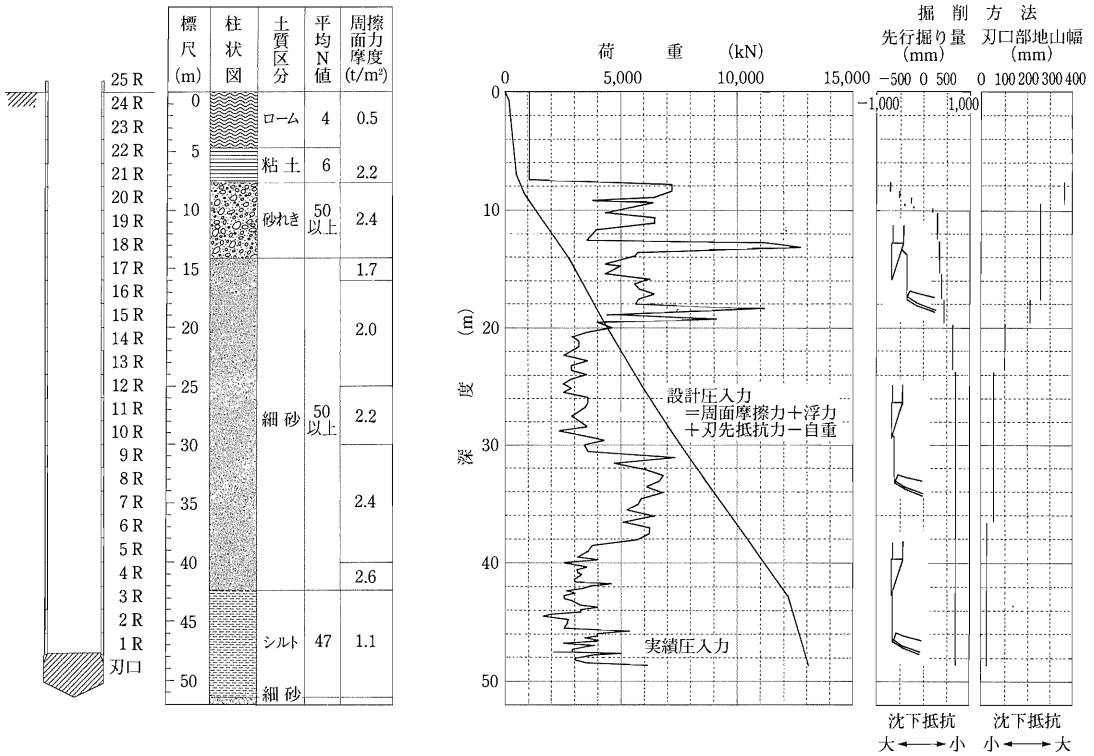 標尺(m)
柱状図
土質区分
平均N値
周面摩擦力度(t/m²)
25 R
24 R
23 R
22 R
21 R
20 R
19 R
18 R
17 R
16 R
15 R
14 R
13 R
12 R
11 R
10 R
9 R
8 R
7 R
6 R
5 R
4 R
3 R
2 R
1 R
刃口
0
5
10
15
20
25
30
35
40
45
50
ローム 4 0.5
粘土 6 2.2
砂れき 50以上 2.4
1.7
2.0
細砂 50以上 2.2
2.4
2.6
シルト 47 1.1
細砂
荷重 (kN)
0 5,000 10,000 15,000
深度 (m)
0
10
20
30
40
50
設計圧入力
=周面摩擦力+浮力
+刃先抵抗力-自重
実績圧入力
掘削方法
先行掘り量 刃口部地山幅
(mm) (mm)
-500 500 0 100 200 300 400
-1,000 0 1,000
沈下抵抗 沈下抵抗
大 小 小 大